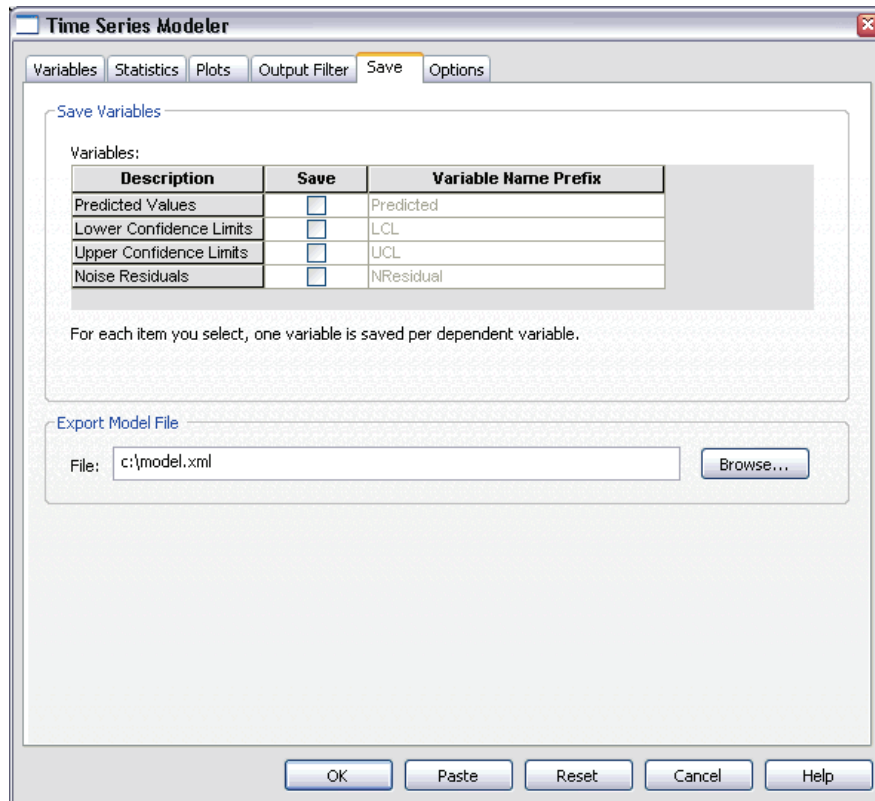 Time Series Modeler
Variables Statistics Plots Output Filter Save Options
Save Variables
Variables:
Description Save Variable Name Prefix
Predicted Values Predicted
Lower Confidence Limits LCL
Upper Confidence Limits UCL
Noise Residuals NResidual
For each item you select, one variable is saved per dependent variable.
Export Model File
File: c:\model.xml Browse...
OK Paste Reset Cancel Help